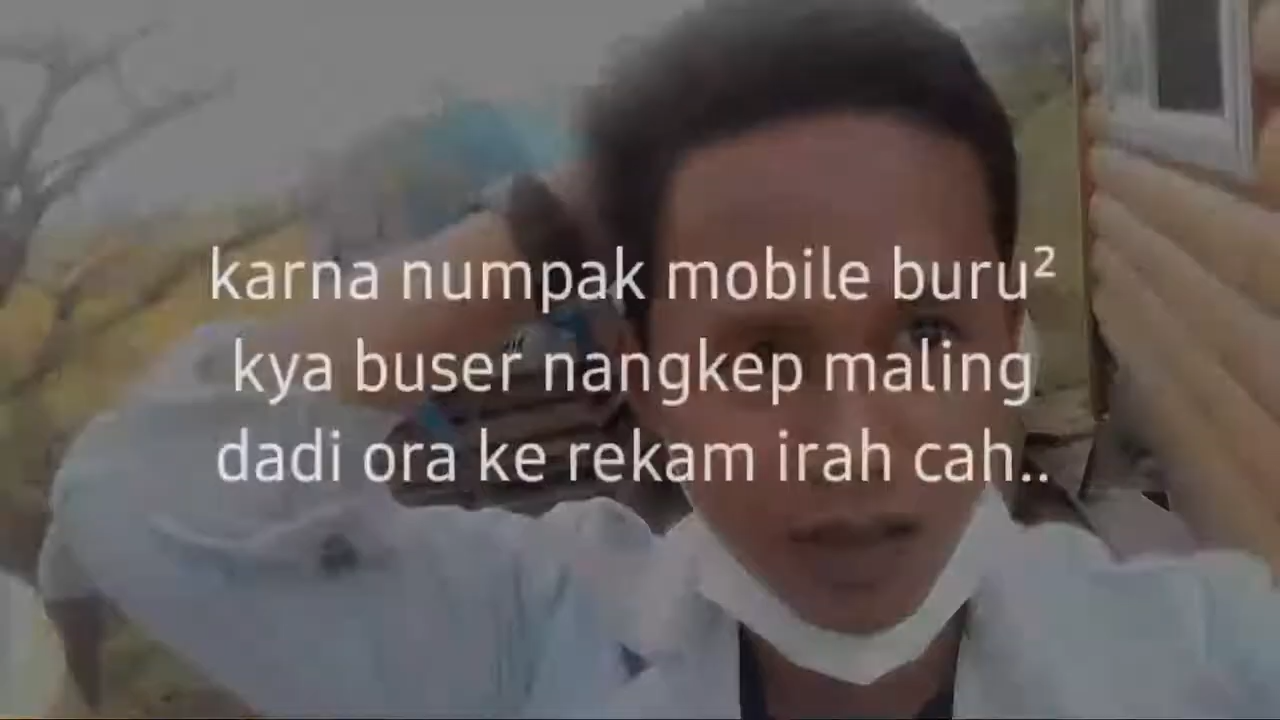 karna numpak mobile buru²
kya buser nangkep maling
dadi ora ke rekam irah cah..